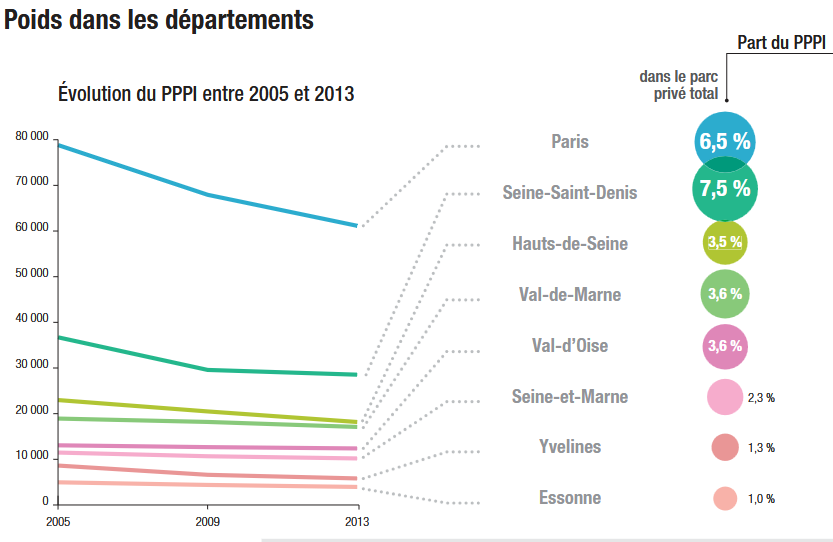 Poids dans les départements
Part du PPPI
dans le parc
privé total
Évolution du PPPI entre 2005 et 2013
80 000
70 000
60 000
50 000
40 000
30 000
20 000
10 000
0
2005
2009
2013
Paris
6,5 %
Seine-Saint-Denis
7,5 %
Hauts-de-Seine
3,5 %
Val-de-Marne
3,6 %
Val-d'Oise
3,6 %
Seine-et-Marne
2,3 %
Yvelines
1,3 %
Essonne
1,0 %